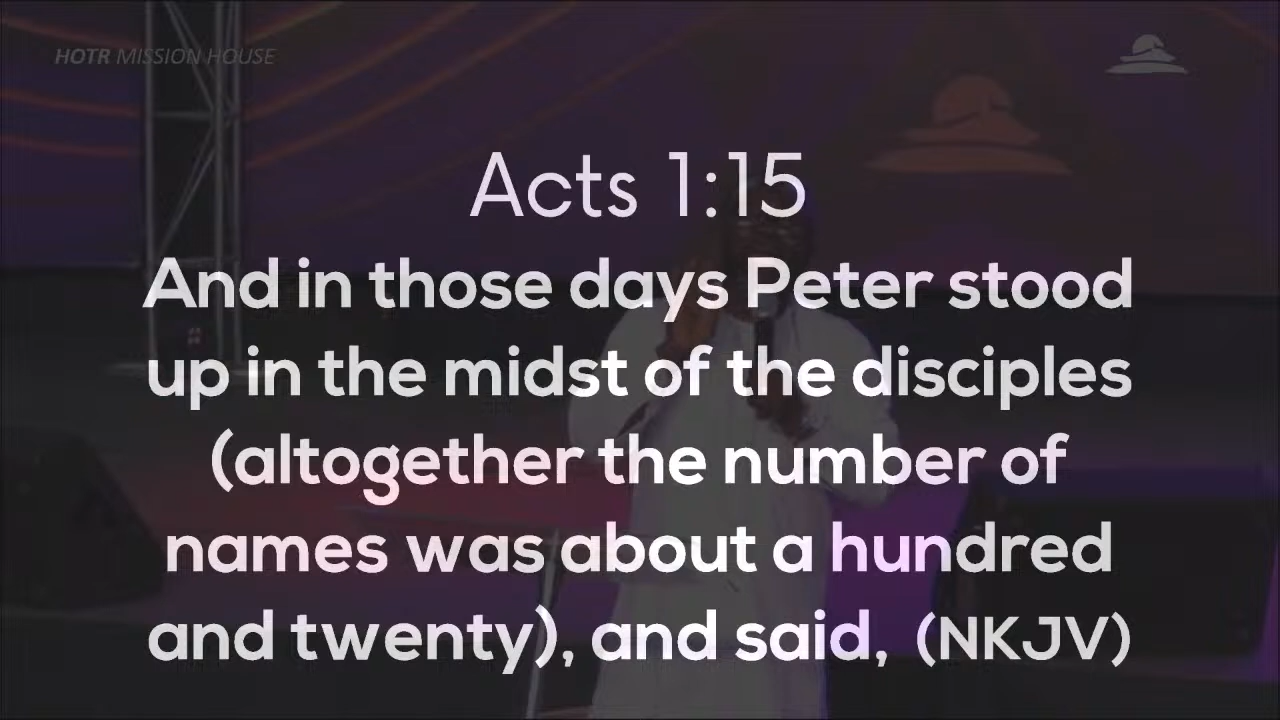 HOTR MISSION HOUSE
Acts 1:15
And in those days Peter stood
up in the midst of the disciples
(altogether the number of
names was about a hundred
and twenty), and said, (NKJV)